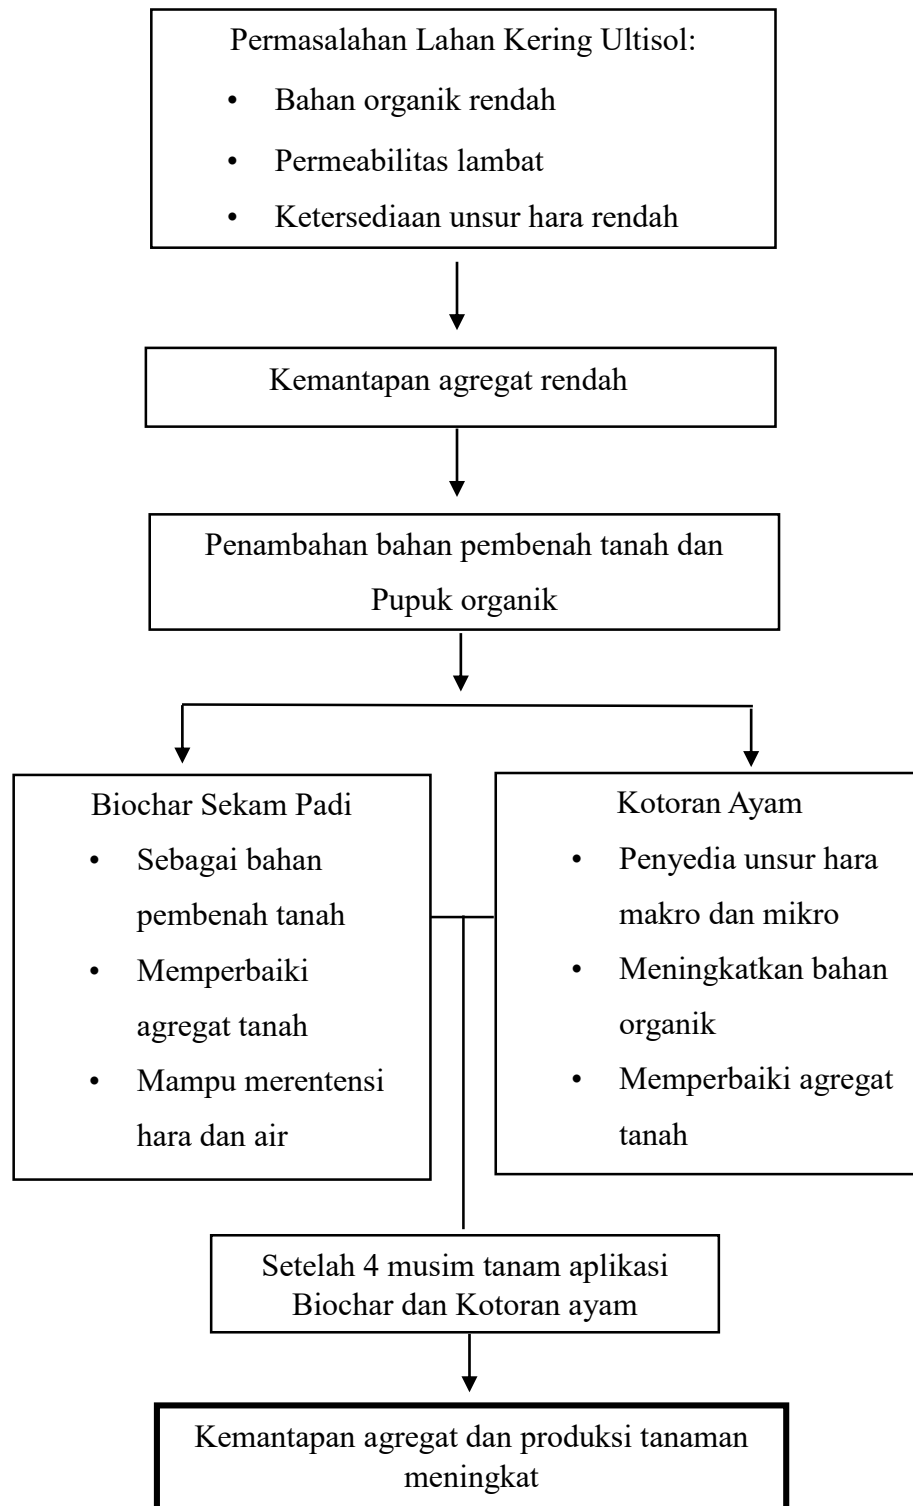 Permasalahan Lahan Kering Ultisol:
• Bahan organik rendah
• Permeabilitas lambat
• Ketersediaan unsur hara rendah
Kemantapan agregat rendah
Penambahan bahan pembenah tanah dan
Pupuk organik
Biochar Sekam Padi
• Sebagai bahan
pembenah tanah
• Memperbaiki
agregat tanah
• Mampu merentensi
hara dan air
Kotoran Ayam
• Penyedia unsur hara
makro dan mikro
• Meningkatkan bahan
organik
• Memperbaiki agregat
tanah
Setelah 4 musim tanam aplikasi
Biochar dan Kotoran ayam
Kemantapan agregat dan produksi tanaman
meningkat